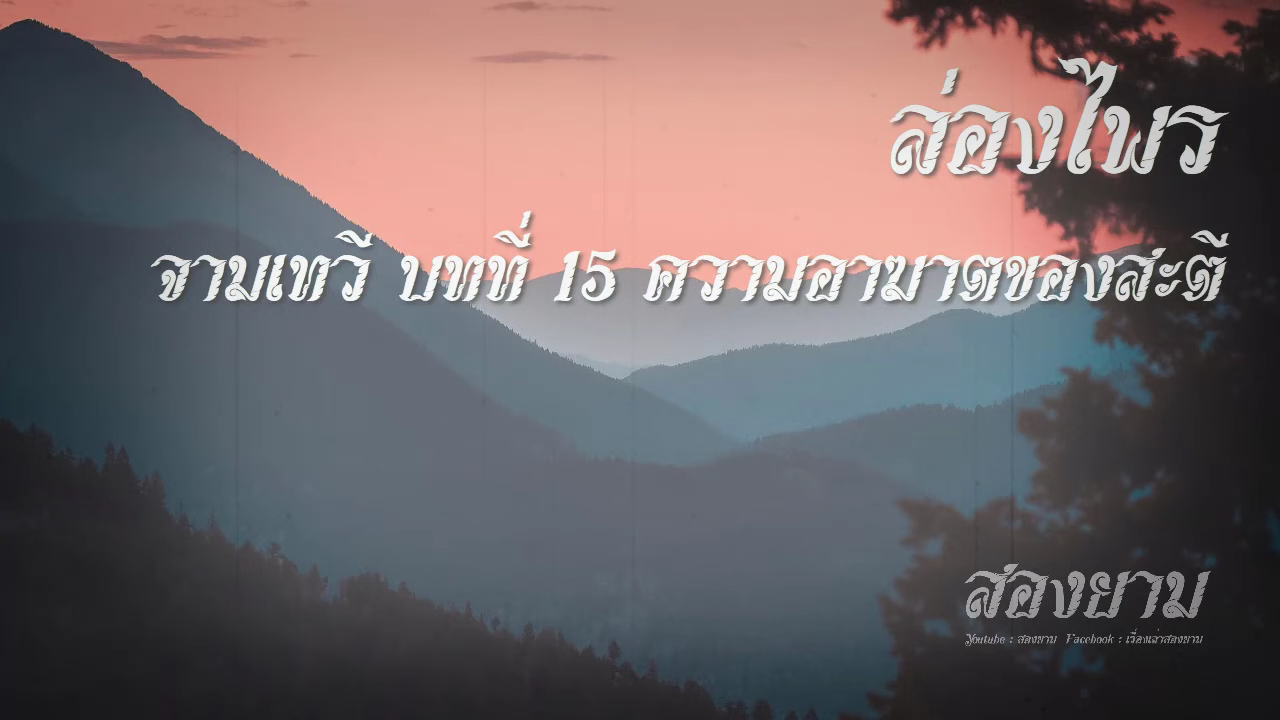 ล่องไพร
จามเทวี บทที่ 15 ความอาฆาตของสะตี
สองยาม
Youtube : สองยาม Facebook : เรื่องเล่าสองยาม